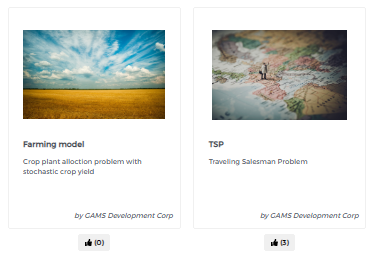 Farming model
Crop plant alloction problem with
stochastic crop yield
by GAMS Development Corp
(0)
TSP
Traveling Salesman Problem
by GAMS Development Corp
(3)